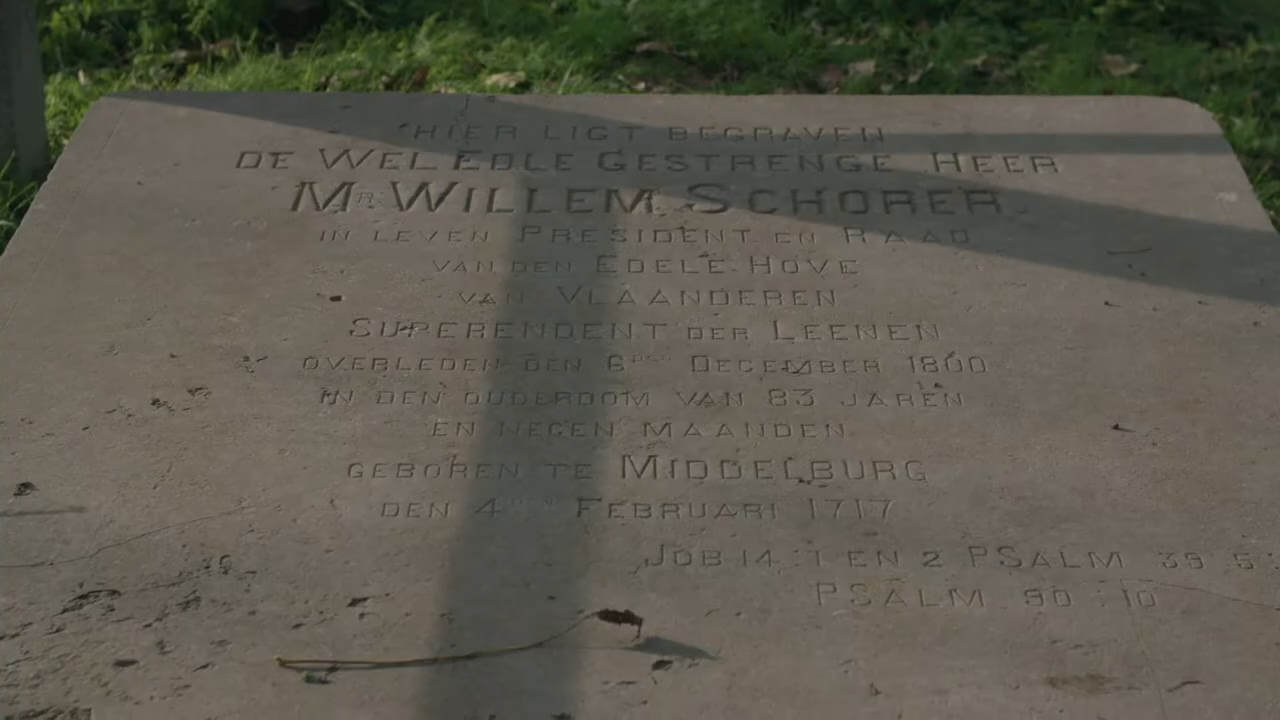 HIER LIGT BEGRAVEN
DE WELEDLE GESTRENGE HEER
MR. WILLEM SCHORER
IN LEVEN PRESIDENT EN RAAD
VAN DEN EDELE HOVE
VAN VLAANDEREN
SUPERENDENT DER LEENEN
OVERLEDEN DEN 6DEN DECEMBER 1800
IN DEN OUDERDOM VAN 83 JAREN
EN NEGEN MAANDEN
GEBOREN TE MIDDELBURG
DEN 4DEN FEBRUARI 1717
JOB 14 : 1 EN 2 PSALM 39 : 5 :
PSALM 90 : 10